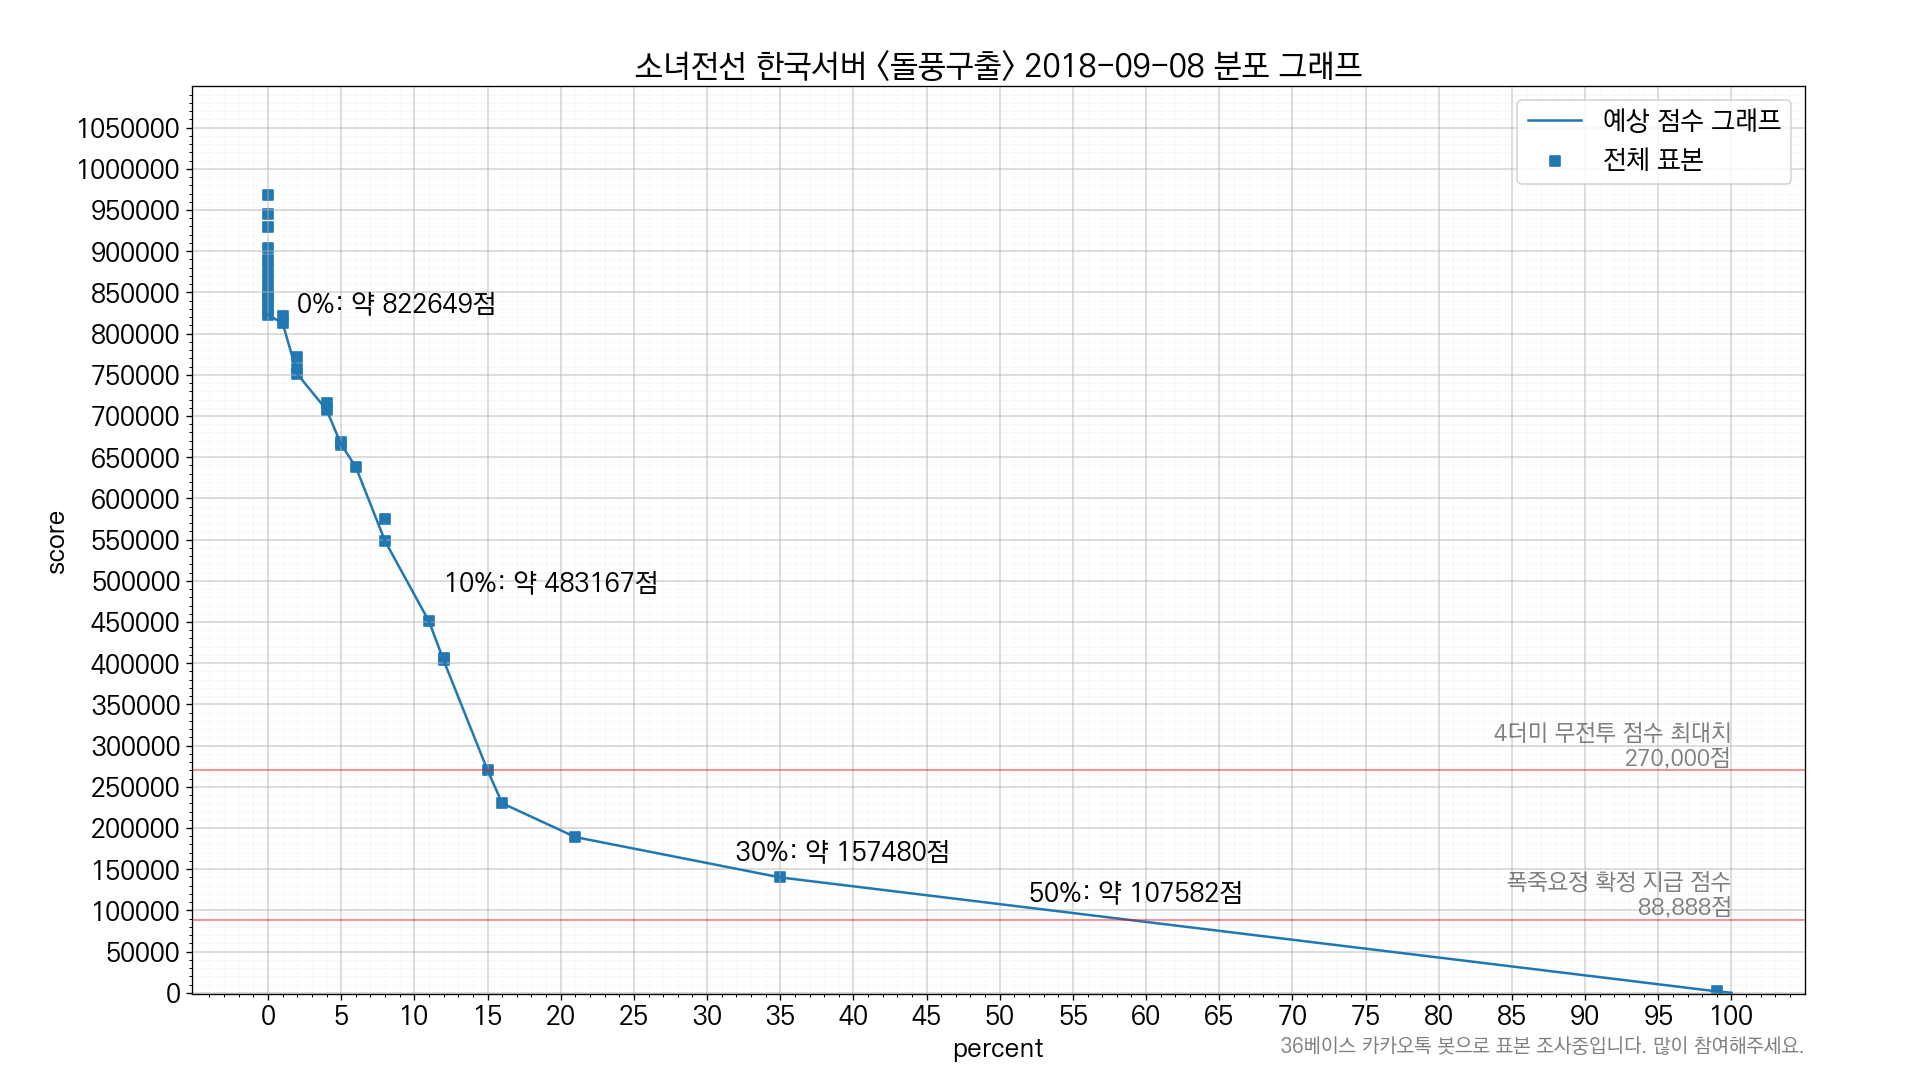 소녀전선 한국서버 〈돌풍구출〉 2018-09-08 분포 그래프
예상 점수 그래프
전체 표본
1050000
1000000
950000
900000
850000
800000
750000
700000
650000
600000
550000
500000
450000
400000
350000
300000
250000
200000
150000
100000
50000
0
score
0%: 약 822649점
10%: 약 483167점
30%: 약 157480점
50%: 약 107582점
4더미 무전투 점수 최대치
270,000점
폭죽요정 확정 지급 점수
88,888점
0 5 10 15 20 25 30 35 40 45 50 55 60 65 70 75 80 85 90 95 100
percent
36베이스 카카오톡 봇으로 표본 조사중입니다. 많이 참여해주세요.